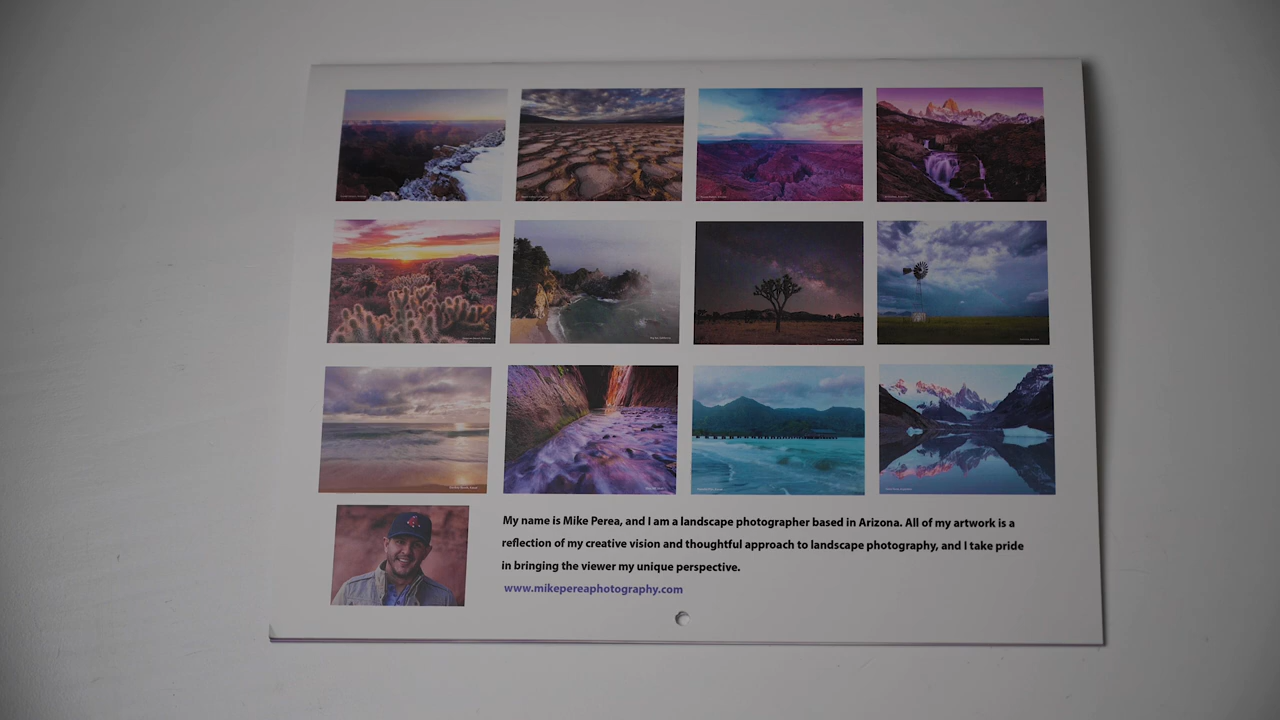 My name is Mike Perea, and I am a landscape photographer based in Arizona. All of my artwork is a
reflection of my creative vision and thoughtful approach to landscape photography, and I take pride
in bringing the viewer my unique perspective.
www.mikepereaphotography.com